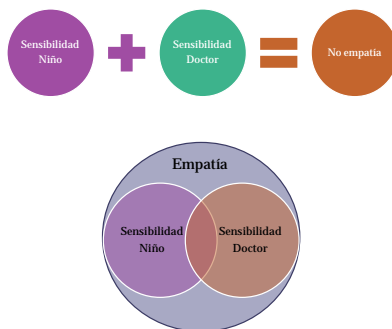 Sensibilidad
Niño
Sensibilidad
Doctor
No empatía
Empatía
Sensibilidad
Niño
Sensibilidad
Doctor